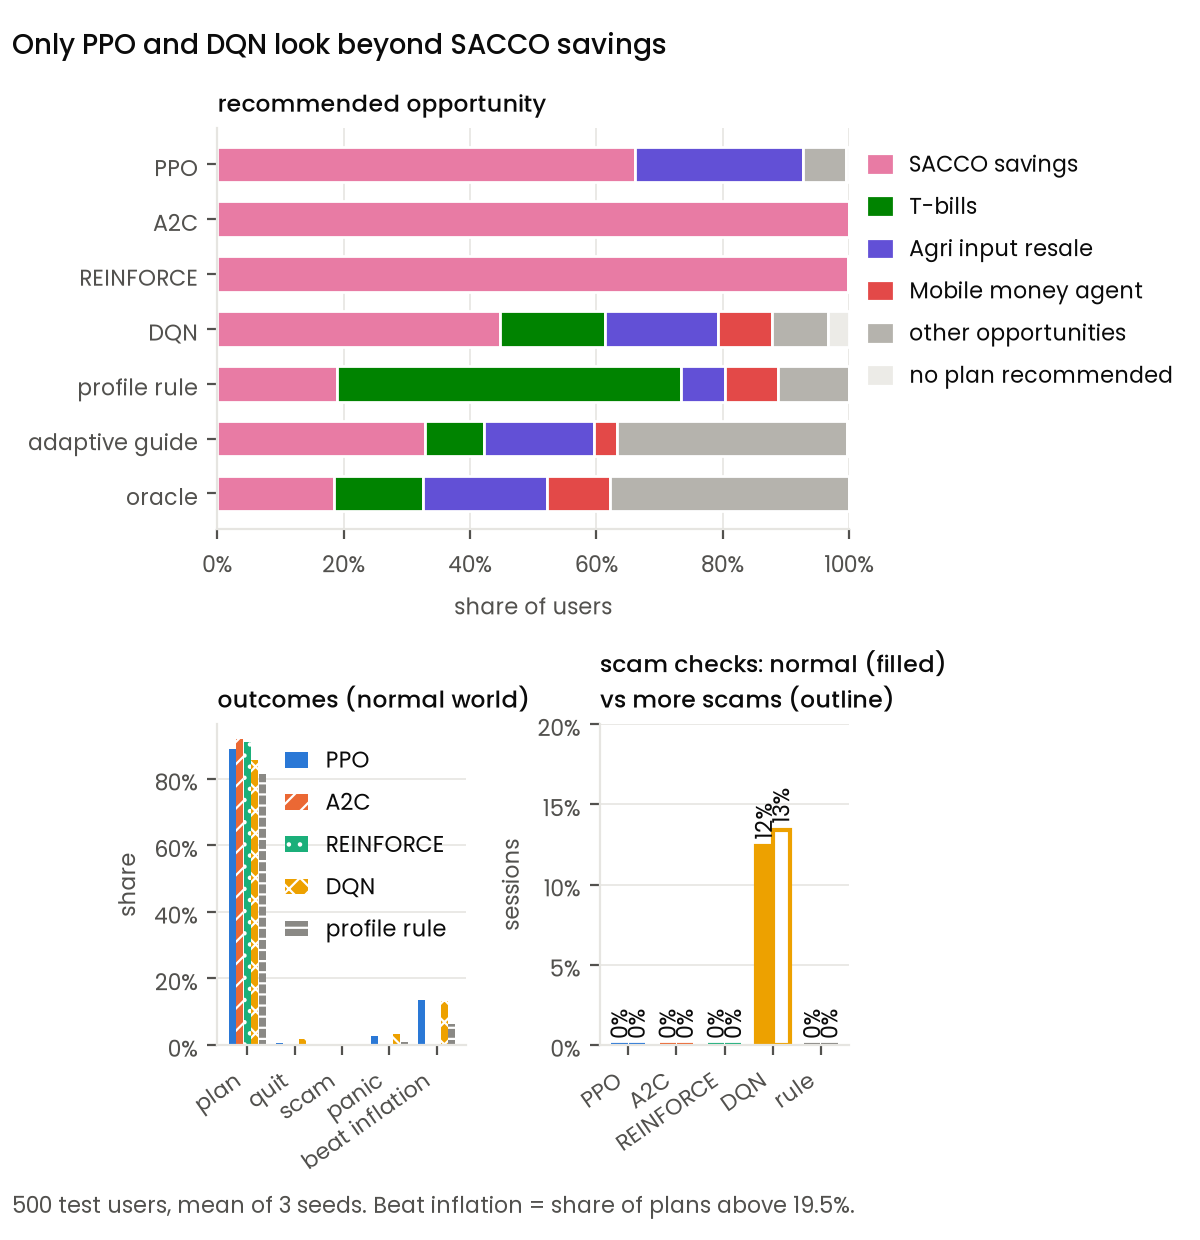 Only PPO and DQN look beyond SACCO savings
recommended opportunity
PPO
A2C
REINFORCE
DQN
profile rule
adaptive guide
oracle
0%
20%
40%
60%
80%
100%
share of users
SACCO savings
T-bills
Agri input resale
Mobile money agent
other opportunities
no plan recommended
outcomes (normal world)
share
80%
60%
40%
20%
0%
PPO
A2C
REINFORCE
DQN
profile rule
plan
quit
scam
panic
beat inflation
scam checks: normal (filled)
vs more scams (outline)
sessions
20%
15%
10%
5%
0%
0%
0%
0%
0%
0%
0%
12%
13%
0%
0%
PPO
A2C
REINFORCE
DQN
rule
500 test users, mean of 3 seeds. Beat inflation = share of plans above 19.5%.